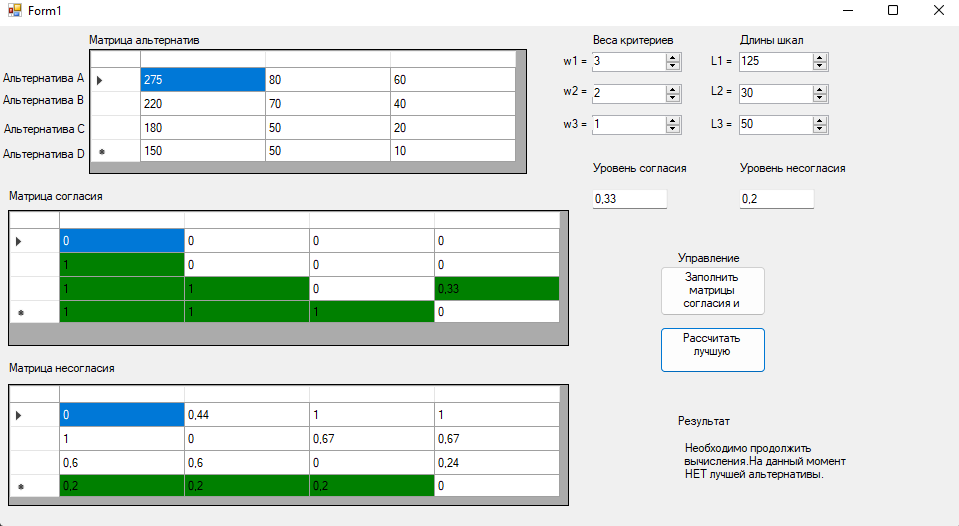 Form1
Матрица альтернатив
Веса критериев
Длины шкал
Альтернатива A
275 80 60
w1 = 3
L1 = 125
Альтернатива B
220 70 40
w2 = 2
L2 = 30
Альтернатива C
180 50 20
w3 = 1
L3 = 50
Альтернатива D
150 50 10
Уровень согласия
Уровень несогласия
0,33
0,2
Матрица согласия
0 0 0 0
1 0 0 0
1 1 0 0,33
1 1 1 0
Управление
Заполнить
матрицы
согласия и
Рассчитать
лучшую
Матрица несогласия
0 0,44 1 1
1 0 0,67 0,67
0,6 0,6 0 0,24
0,2 0,2 0,2 0
Результат
Необходимо продолжить
вычисления.На данный момент
НЕТ лучшей альтернативы.